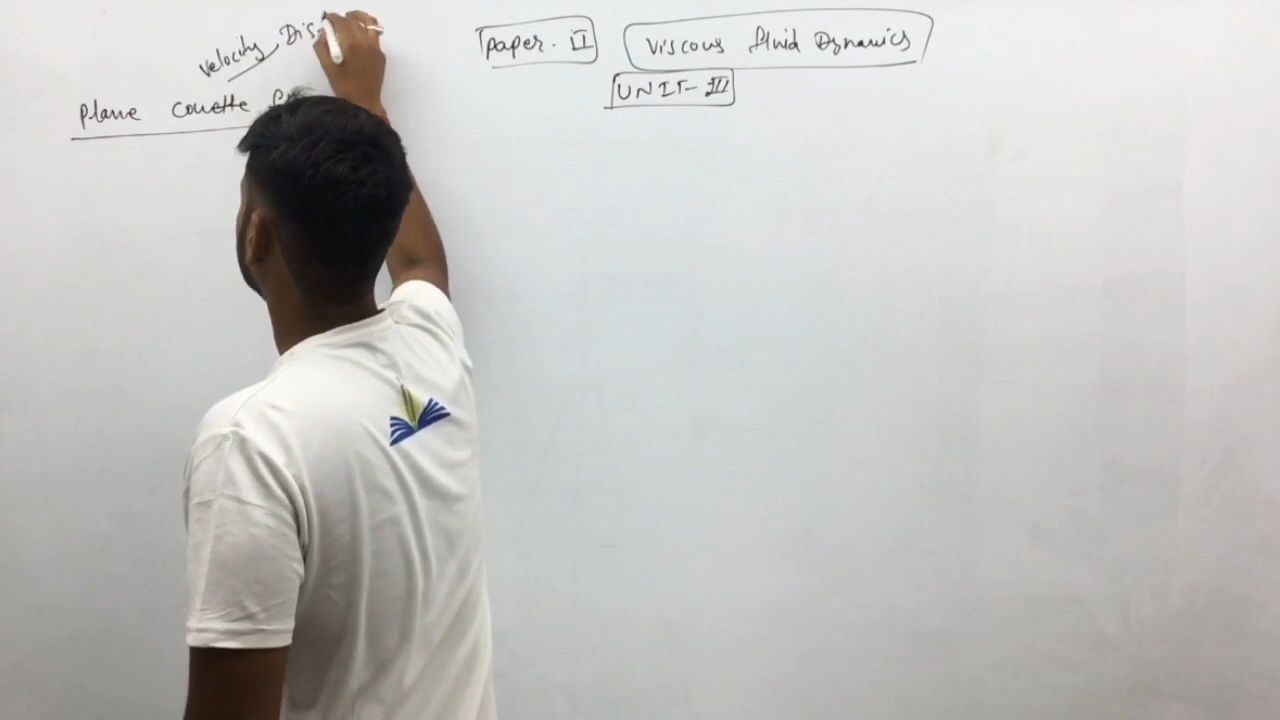 velocity Dis
paper. II
Viscous fluid Dynamics
UNIT- III
Plane Couette